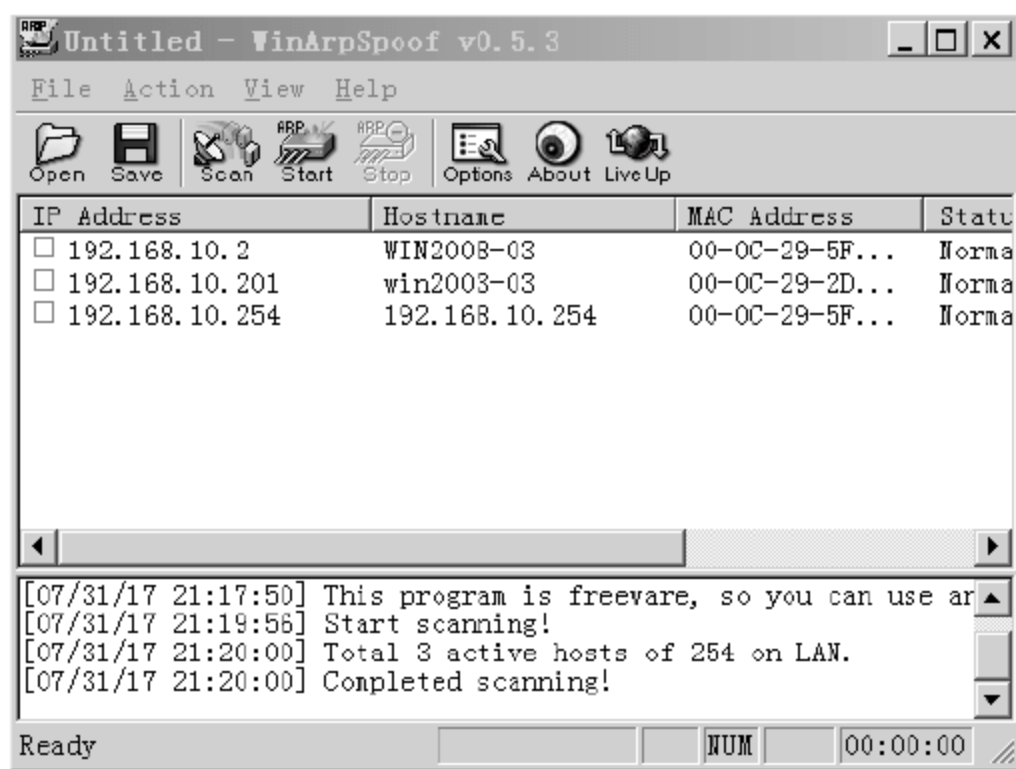 Untitled - WinArpSpoof v0.5.3
File Action View Help
Open Save Scan ARP Start ARP Stop Options About Live Up
IP Address Hostname MAC Address Statu
192.168.10.2 WIN2008-03 00-0C-29-5F... Norma
192.168.10.201 win2003-03 00-0C-29-2D... Norma
192.168.10.254 192.168.10.254 00-0C-29-5F... Norma
[07/31/17 21:17:50] This program is freeware, so you can use an
[07/31/17 21:19:56] Start scanning!
[07/31/17 21:20:00] Total 3 active hosts of 254 on LAN.
[07/31/17 21:20:00] Completed scanning!
Ready NUM 00:00:00